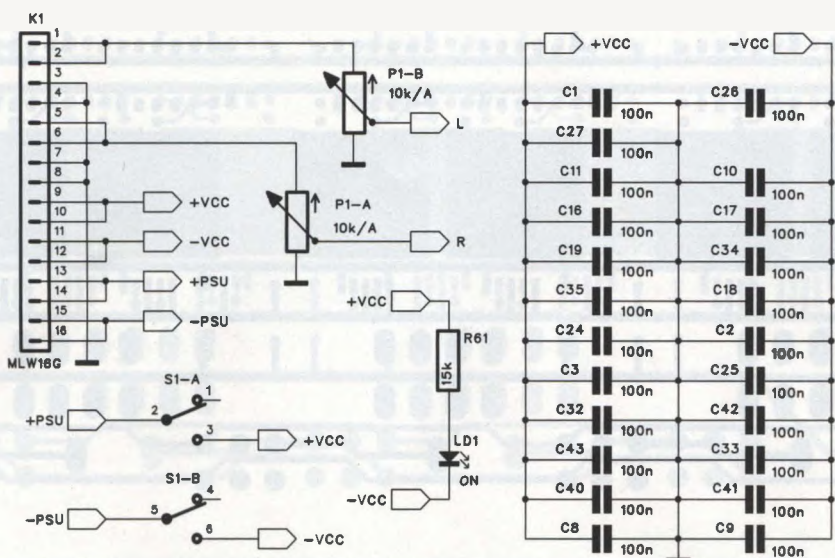 K1
1
2
3
4
5
6
7
8
9
10
11
12
13
14
15
16
MLW16G
+VCC
-VCC
+PSU
-PSU
P1-B
10k/A
L
P1-A
10k/A
R
S1-A
1
2
3
+PSU
+VCC
S1-B
4
5
6
-PSU
-VCC
+VCC
R61
15k
LD1
ON
-VCC
+VCC -VCC
C1 100n C26 100n
C27 100n
C11 100n C10 100n
C16 100n C17 100n
C19 100n C34 100n
C35 100n C18 100n
C24 100n C2 100n
C3 100n C25 100n
C32 100n C42 100n
C43 100n C33 100n
C40 100n C41 100n
C8 100n C9 100n